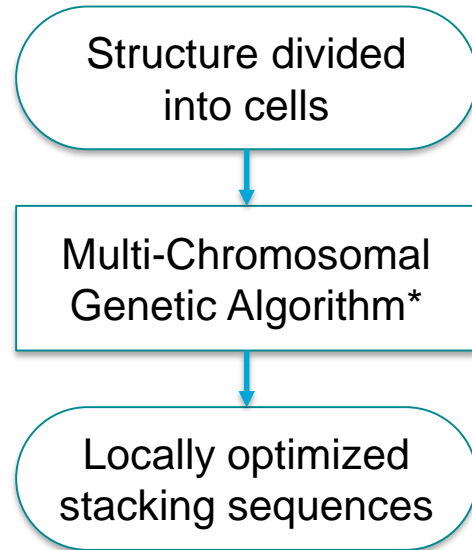 Structure divided
into cells
Multi-Chromosomal
Genetic Algorithm*
Locally optimized
stacking sequences